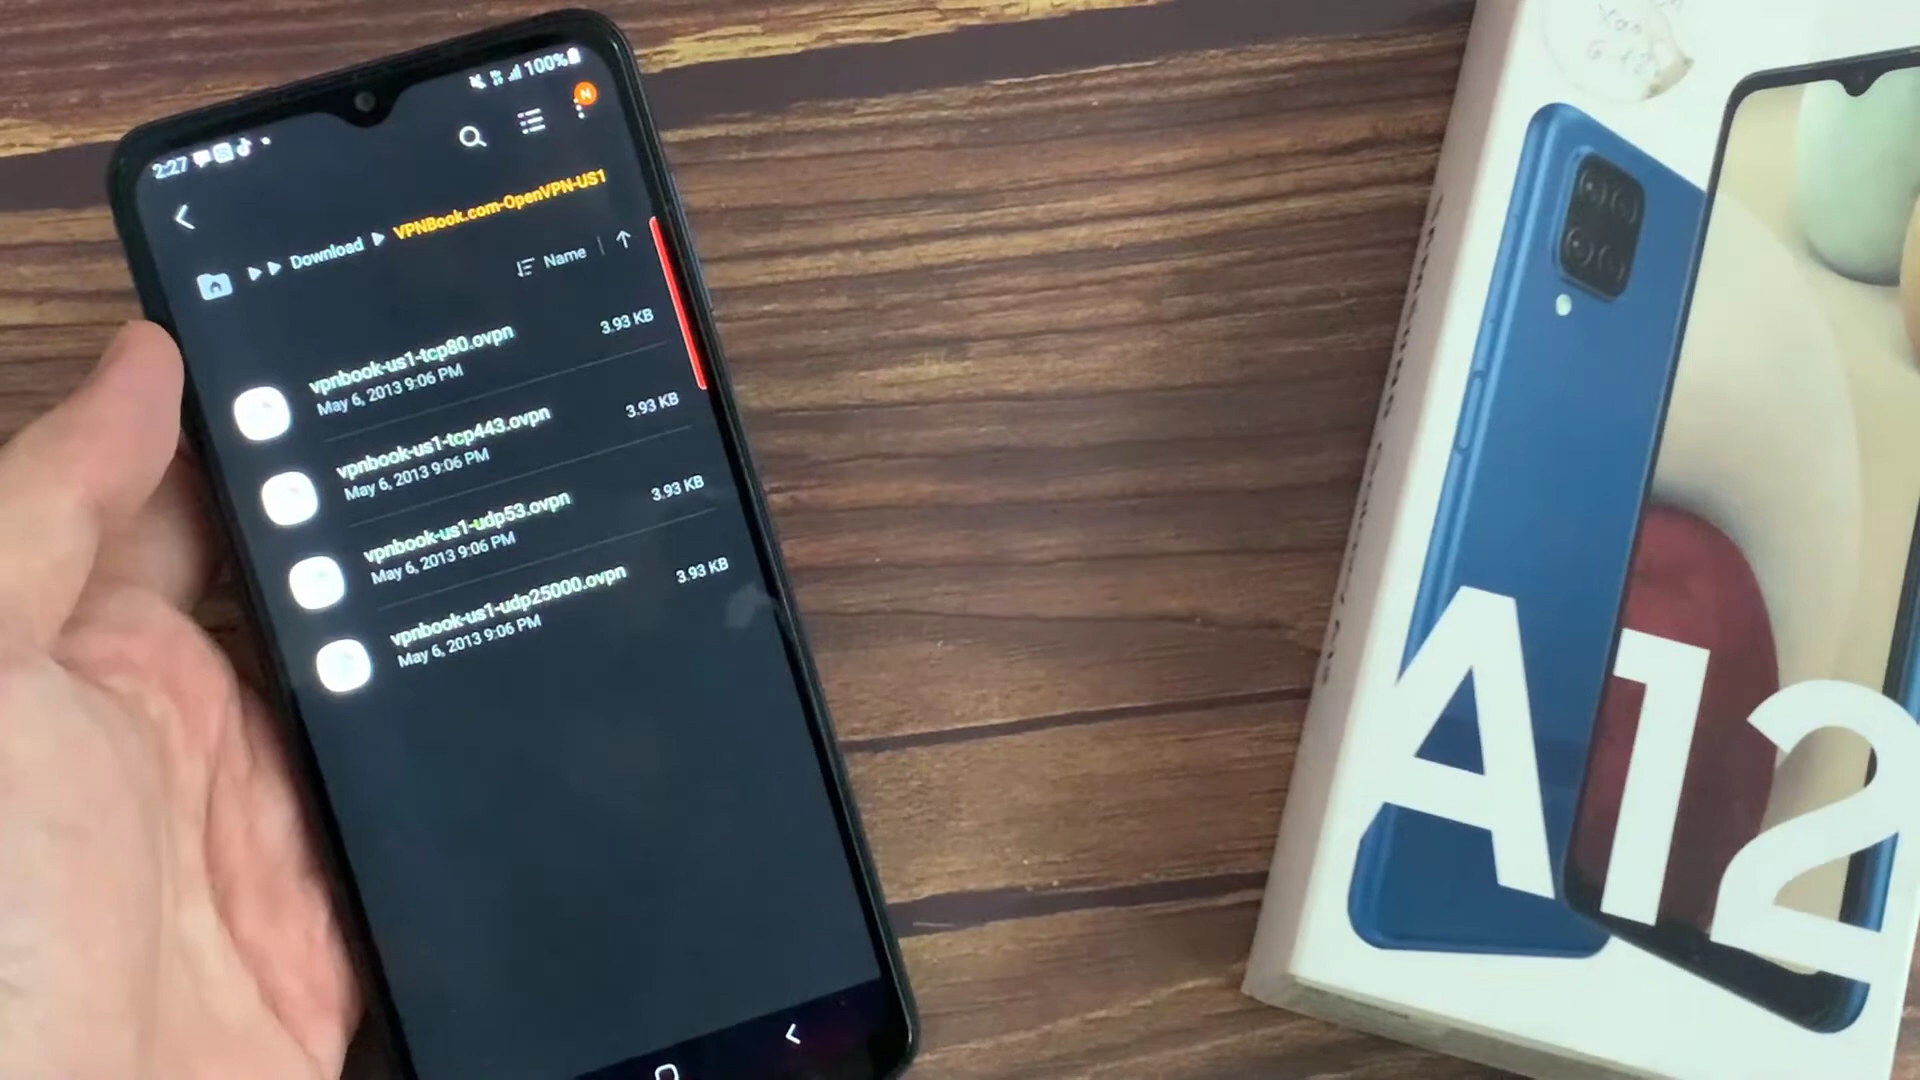 2:27
100%
N
Download
VPNBook.com-OpenVPN-US1
Name
vpnbook-us1-tcp80.ovpn
May 6, 2013 9:06 PM
3.93 KB
vpnbook-us1-tcp443.ovpn
May 6, 2013 9:06 PM
3.93 KB
vpnbook-us1-udp53.ovpn
May 6, 2013 9:06 PM
3.93 KB
vpnbook-us1-udp25000.ovpn
May 6, 2013 9:06 PM
3.93 KB
A12